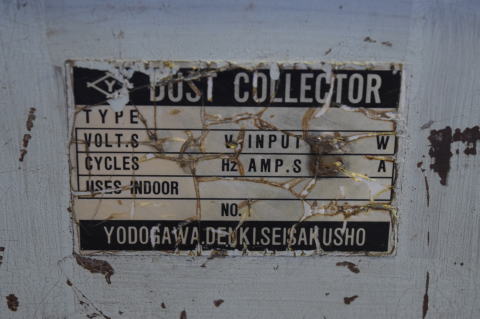 Y DUST COLLECTOR
TYPE
VOLT.S V INPUT W
CYCLES Hz AMP.S A
USES INDOOR
NO.
YODOGAWA.DENKI.SEISAKUSHO